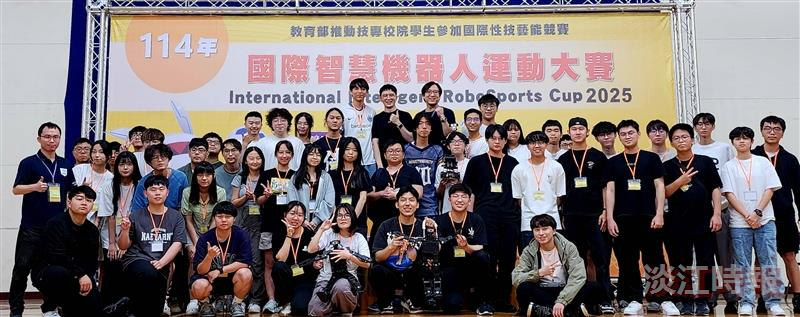 教育部推動技專校院學生參加國際性技藝能競賽
114年
國際智慧機器人運動大賽
International Intelligent RoboSports Cup 2025
淡江時報